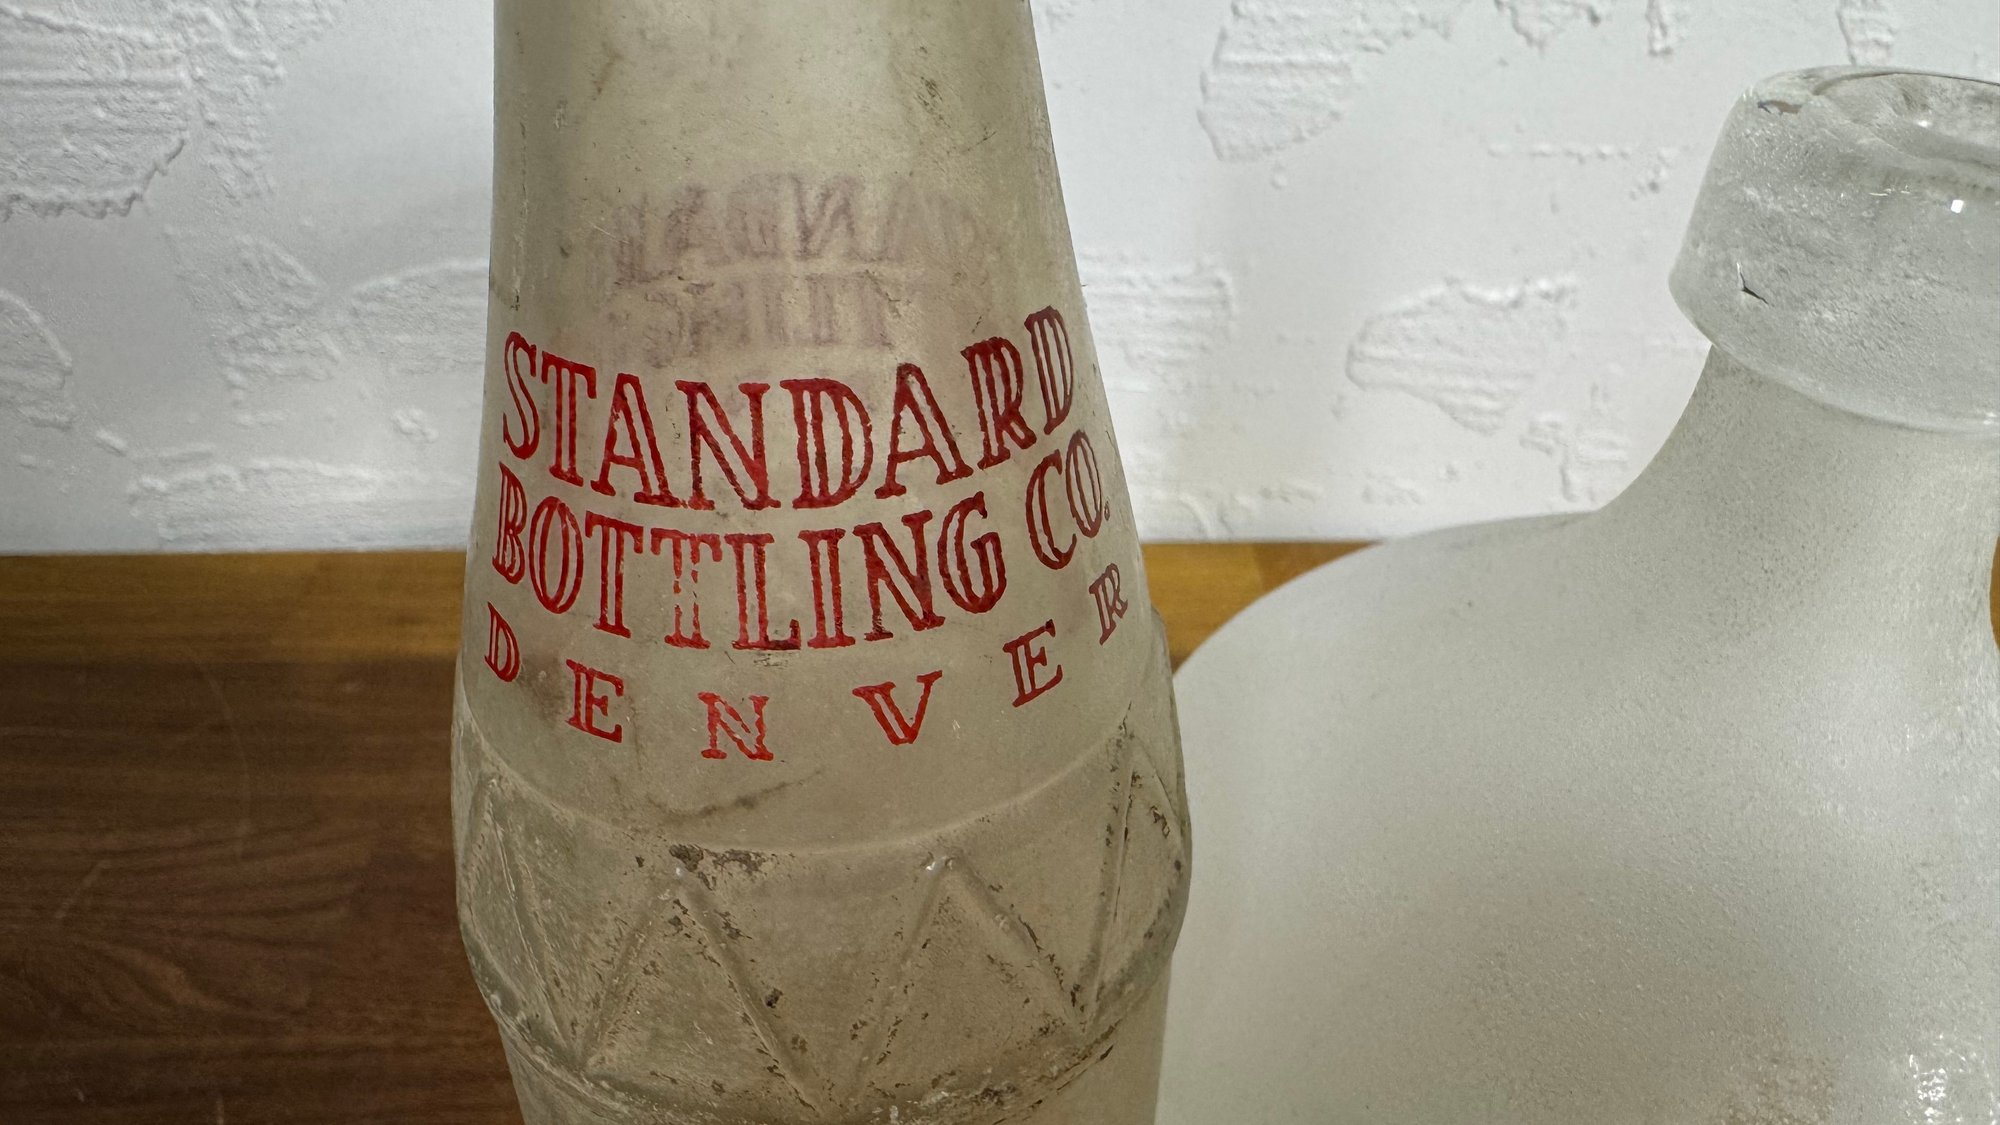 STANDARD
BOTTLING CO.
DENVER